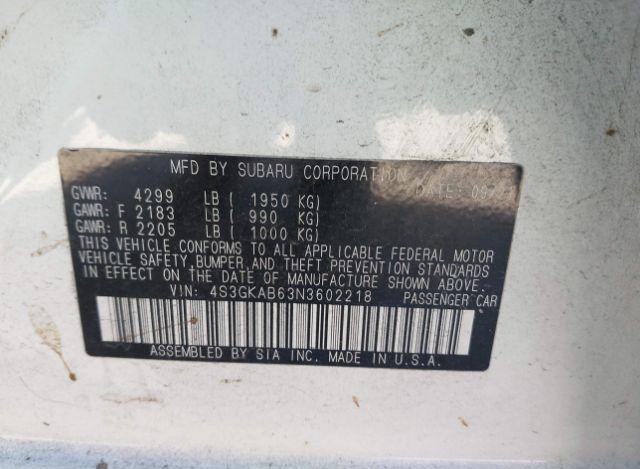 MFD BY SUBARU CORPORATION
DATE: 08/
GVWR: 4299 LB ( 1950 KG)
GAWR: F 2183 LB ( 990 KG)
GAWR: R 2205 LB ( 1000 KG)
THIS VEHICLE CONFORMS TO ALL APPLICABLE FEDERAL MOTOR
VEHICLE SAFETY, BUMPER, AND THEFT PREVENTION STANDARDS
IN EFFECT ON THE DATE OF MANUFACTURE SHOWN ABOVE.
VIN: 4S3GKAB63N3602218 PASSENGER CAR
ASSEMBLED BY SIA INC. MADE IN U.S.A.